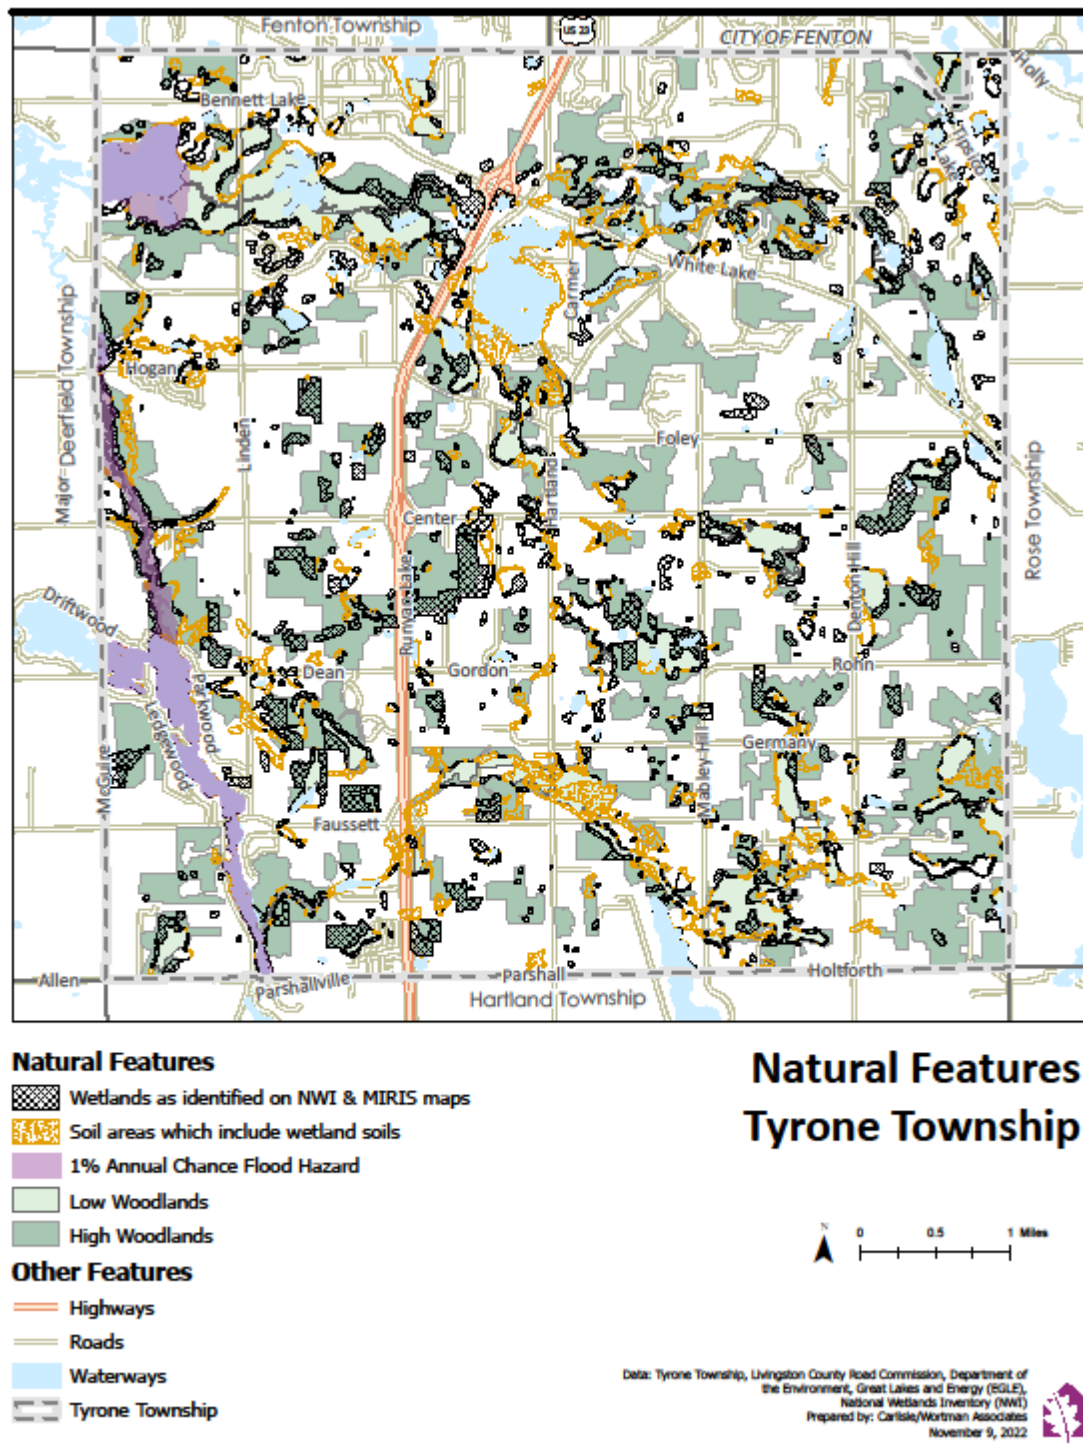 Fenton Township
US 23
CITY OF FENTON
Holly
Bennett Lake
Tipsico
Lake
White Lake
Carmer
Major Deerfield Township
Hogan
Linden
Foley
Hartland
Rose Township
Center
Runyan Lake
Denton Hill
Driftwood
Dean
Gordon
Rohn
Parkwood
Leggewood
McGuire
Germany
Mabley Hill
Faussett
Allen
Parshallville
Parshall
Holtforth
Hartland Township
Natural Features
Wetlands as identified on NWI & MIRIS maps
Soil areas which include wetland soils
1% Annual Chance Flood Hazard
Low Woodlands
High Woodlands
Other Features
Highways
Roads
Waterways
Tyrone Township
Natural Features
Tyrone Township
N
0 0.5 1 Miles
Data: Tyrone Township, Livingston County Road Commission, Department of
the Environment, Great Lakes and Energy (EGLE),
National Wetlands Inventory (NWI)
Prepared by: Carlisle/Wortman Associates
November 9, 2022